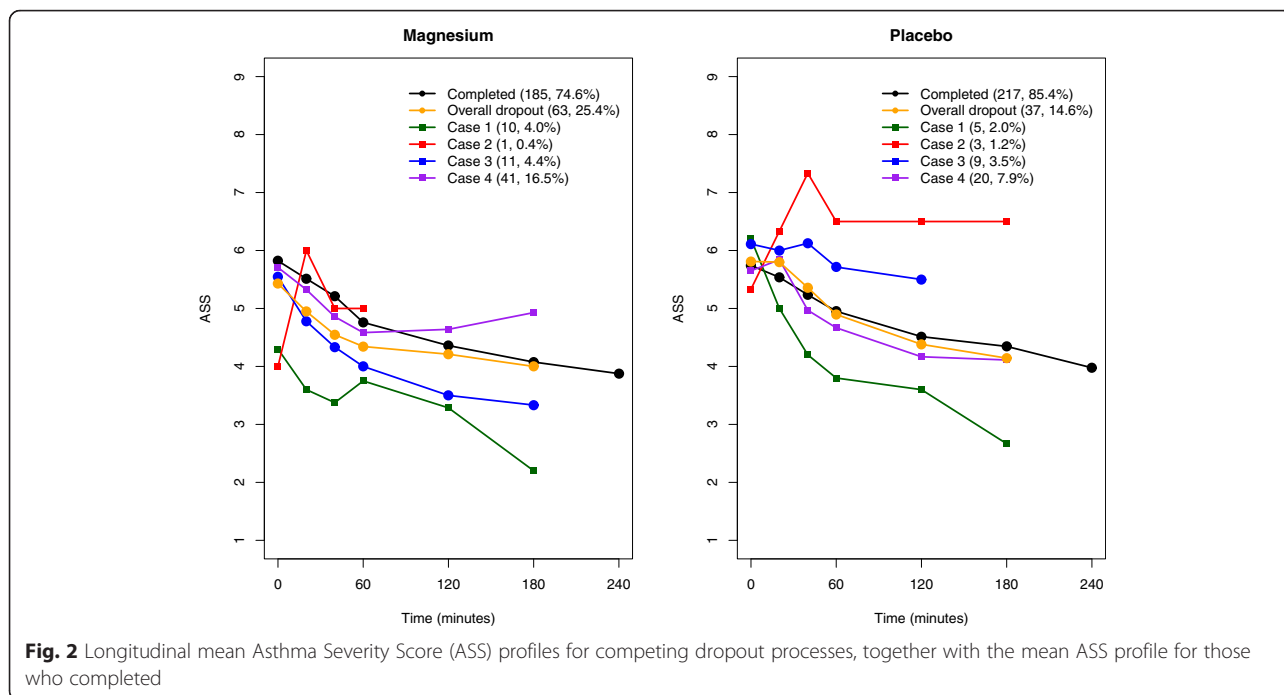 Magnesium
ASS
9
8
7
6
5
4
3
2
1
Completed (185, 74.6%)
Overall dropout (63, 25.4%)
Case 1 (10, 4.0%)
Case 2 (1, 0.4%)
Case 3 (11, 4.4%)
Case 4 (41, 16.5%)
0 60 120 180 240
Time (minutes)
Placebo
ASS
9
8
7
6
5
4
3
2
1
Completed (217, 85.4%)
Overall dropout (37, 14.6%)
Case 1 (5, 2.0%)
Case 2 (3, 1.2%)
Case 3 (9, 3.5%)
Case 4 (20, 7.9%)
0 60 120 180 240
Time (minutes)
Fig. 2 Longitudinal mean Asthma Severity Score (ASS) profiles for competing dropout processes, together with the mean ASS profile for those
who completed